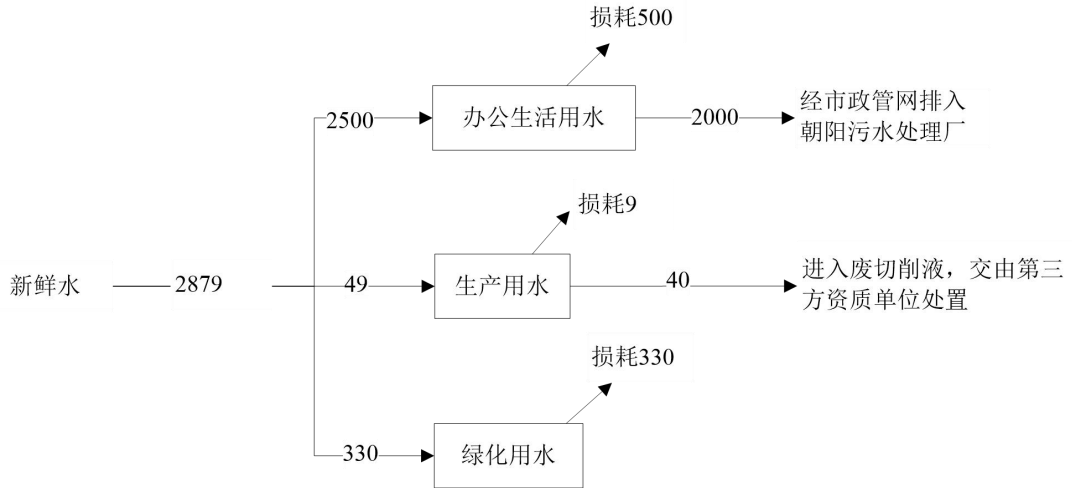 损耗500
2500
办公生活用水
2000
经市政管网排入
朝阳污水处理厂
损耗9
新鲜水
2879
49
生产用水
40
进入废切削液，交由第三
方资质单位处置
损耗330
330
绿化用水